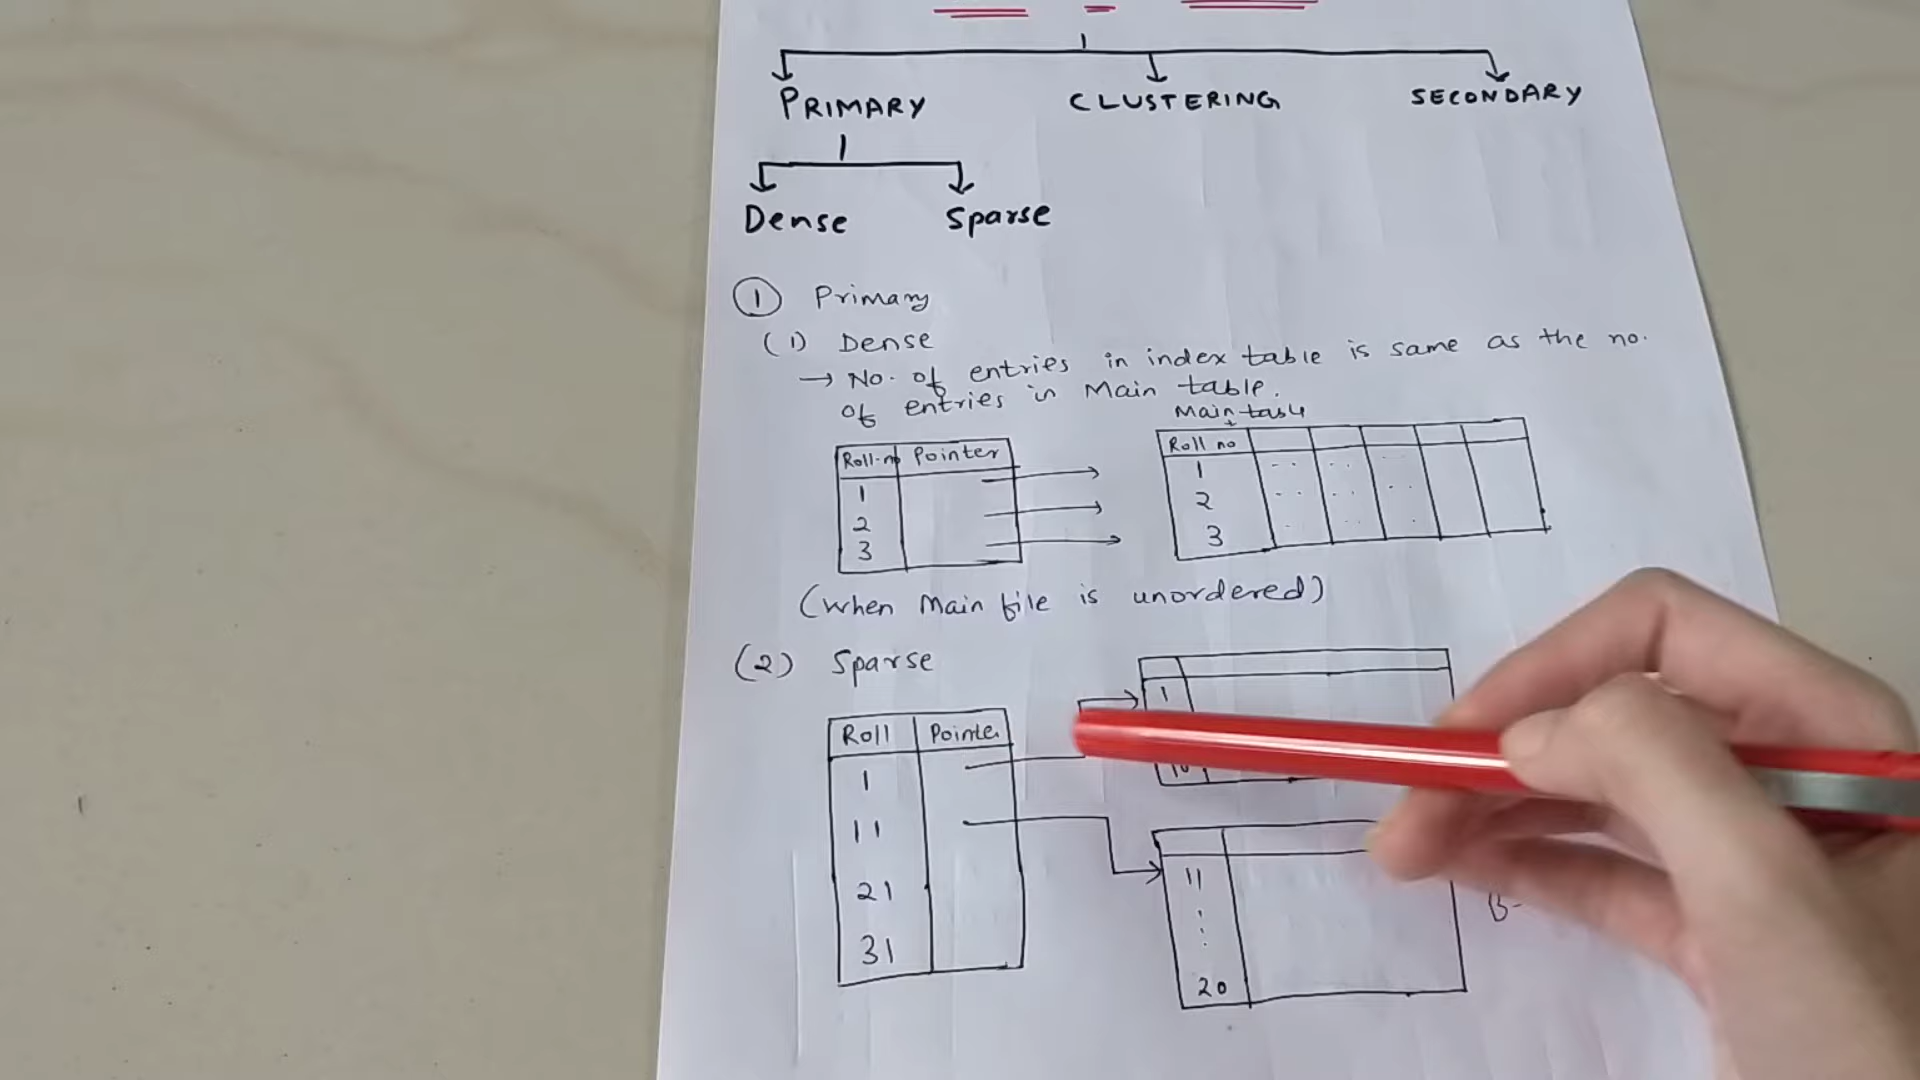 PRIMARY CLUSTERING SECONDARY
Dense Sparse
1 Primary
(1) Dense
→ No. of entries in index table is same as the no.
of entries in Main table.
Roll-no Pointer
1
2
3
Main table
Roll no
1
2
3
(when Main file is unordered)
(2) Sparse
Roll Pointer
1
11
21
31
1
10
11
20
B-